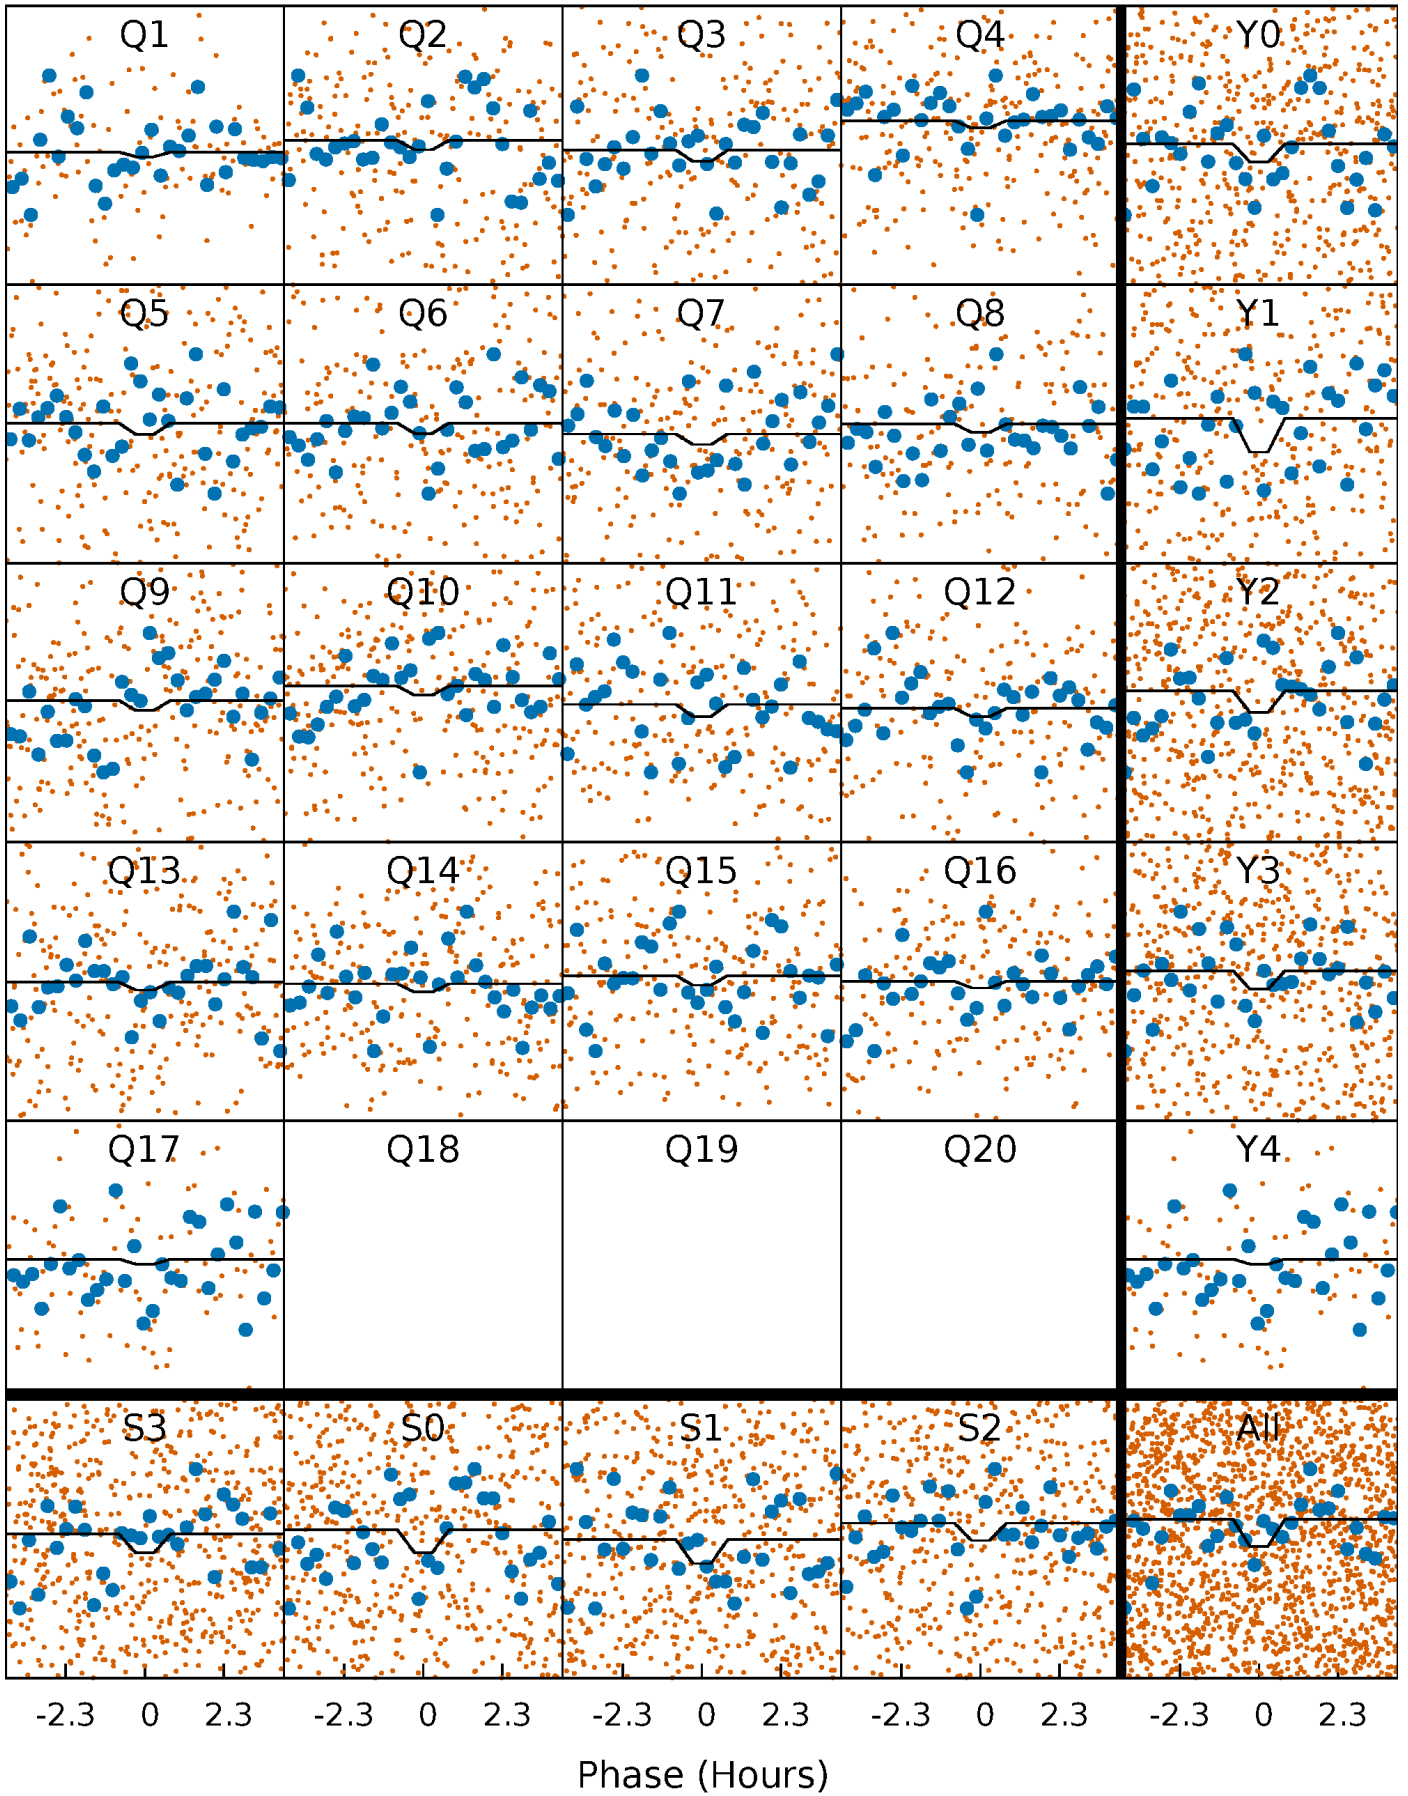 Q1 Q2 Q3 Q4 Y0
Q5 Q6 Q7 Q8 Y1
Q9 Q10 Q11 Q12 Y2
Q13 Q14 Q15 Q16 Y3
Q17 Q18 Q19 Q20 Y4
S3 S0 S1 S2 All
-2.3 0 2.3 -2.3 0 2.3 -2.3 0 2.3 -2.3 0 2.3 -2.3 0 2.3
Phase (Hours)